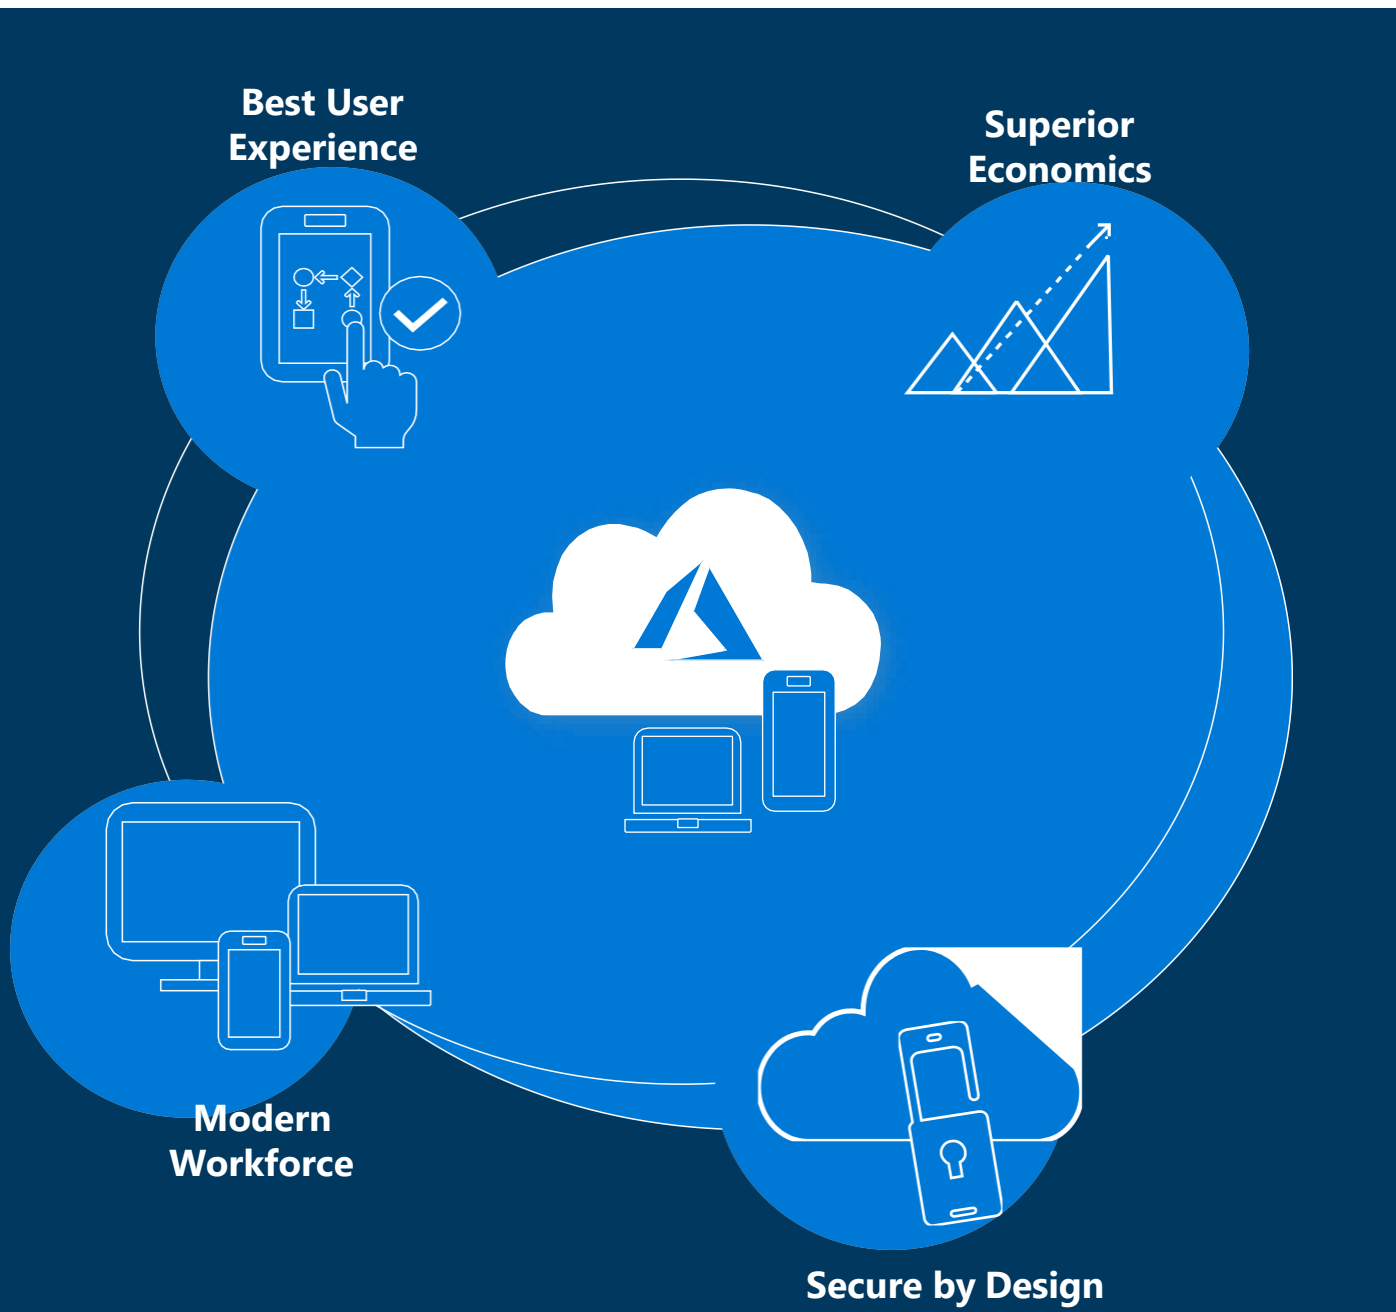 Best User
Experience
Superior
Economics
Modern
Workforce
Secure by Design